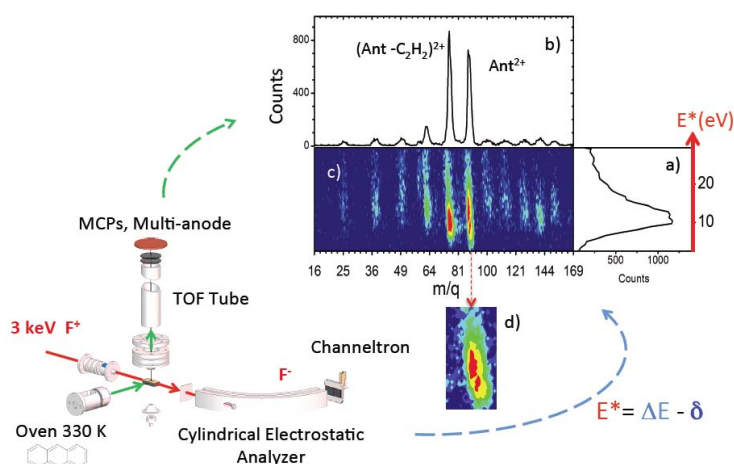 b)
(Ant -C₂H₂)²⁺
Ant²⁺
Counts
800
400
0
E*(eV)
a)
20
10
500 1000
Counts
c)
16 25 36 49 64 81 100 121 144 169
m/q
d)
MCPs, Multi-anode
TOF Tube
3 keV F⁺
F⁻
Channeltron
Oven 330 K
Cylindrical Electrostatic
Analyzer
E*= ΔE - δ